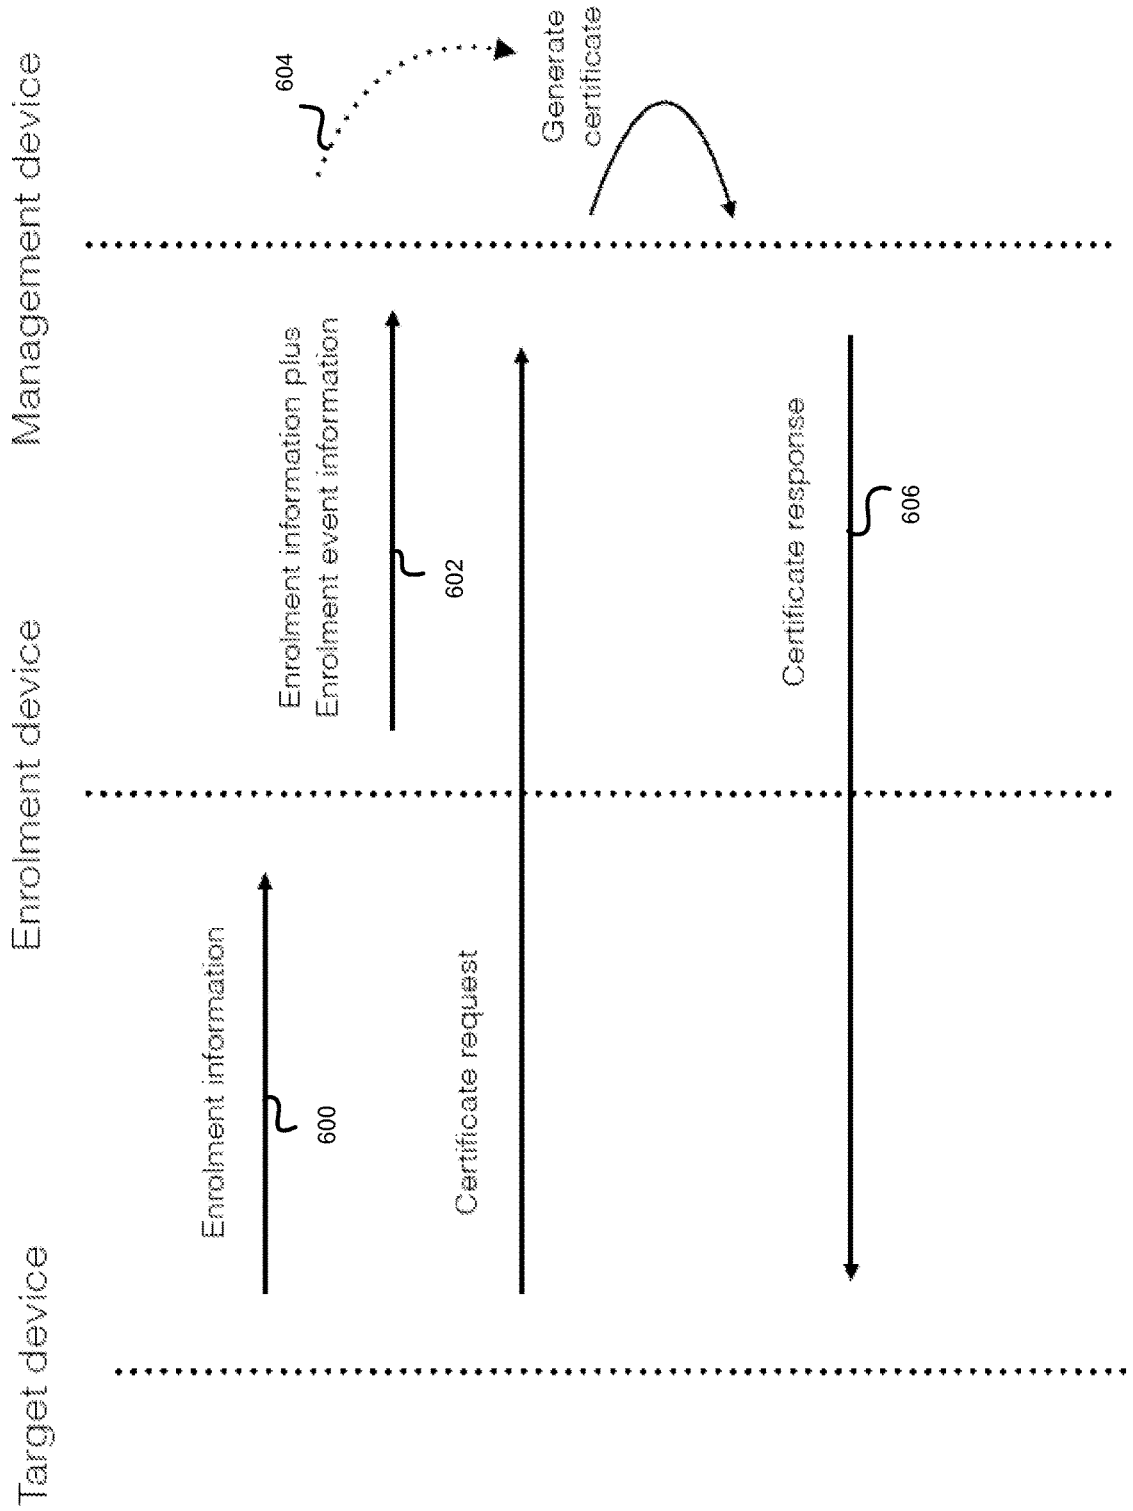 Target device
Enrolment device
Management device
Enrolment information
600
Enrolment information plus
Enrolment event information
602
604
Certificate request
Generate
certificate
Certificate response
606